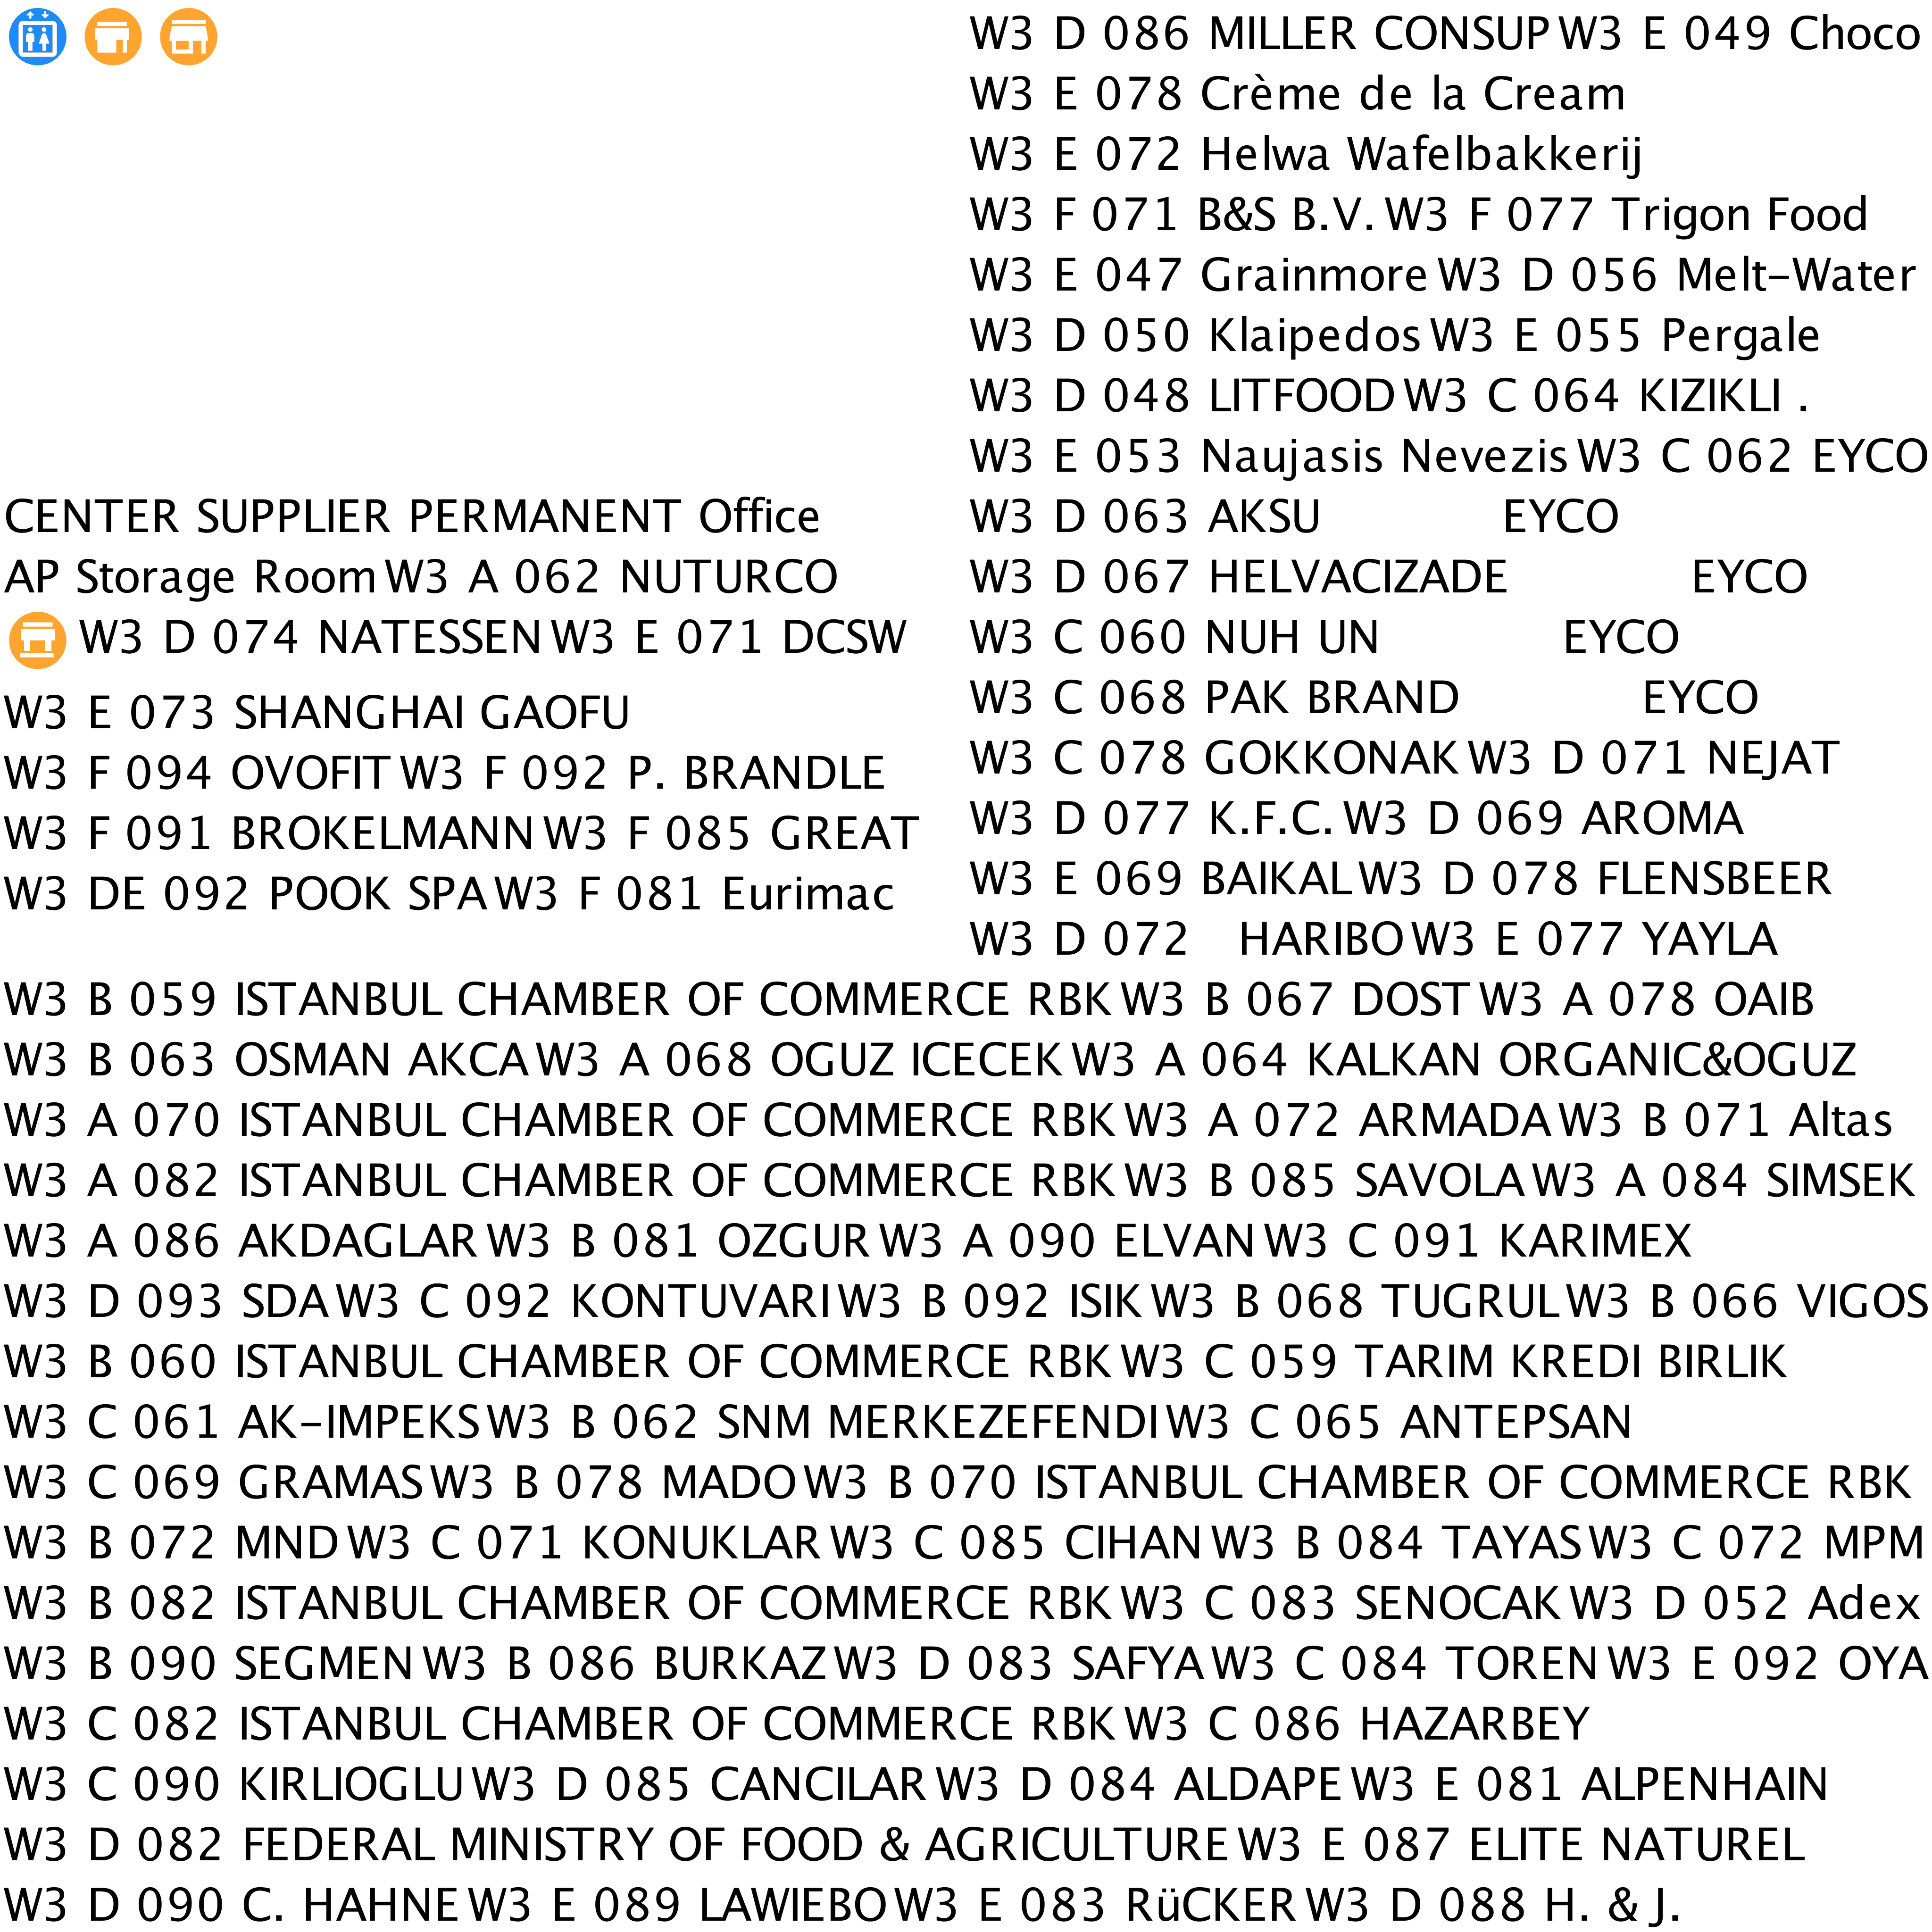 W3 D 086 MILLER CONSUP W3 E 049 Choco
W3 E 078 Crème de la Cream
W3 E 072 Helwa Wafelbakkerij
W3 F 071 B&S B.V. W3 F 077 Trigon Food
W3 E 047 Grainmore W3 D 056 Melt-Water
W3 D 050 Klaipedos W3 E 055 Pergale
W3 D 048 LITFOOD W3 C 064 KIZIKLI .
W3 E 053 Naujasis Nevezis W3 C 062 EYCO
W3 D 063 AKSU EYCO
W3 D 067 HELVACIZADE EYCO
W3 C 060 NUH UN EYCO
W3 C 068 PAK BRAND EYCO
W3 C 078 GOKKONAK W3 D 071 NEJAT
W3 D 077 K.F.C. W3 D 069 AROMA
W3 E 069 BAIKAL W3 D 078 FLENSBEER
W3 D 072 HARIBO W3 E 077 YAYLA
CENTER SUPPLIER PERMANENT Office
AP Storage Room W3 A 062 NUTURCO
W3 D 074 NATESSEN W3 E 071 DCSW
W3 E 073 SHANGHAI GAOFU
W3 F 094 OVOFIT W3 F 092 P. BRANDLE
W3 F 091 BROKELMANN W3 F 085 GREAT
W3 DE 092 POOK SPA W3 F 081 Eurimac
W3 B 059 ISTANBUL CHAMBER OF COMMERCE RBK W3 B 067 DOST W3 A 078 OAIB
W3 B 063 OSMAN AKCA W3 A 068 OGUZ ICECEK W3 A 064 KALKAN ORGANIC&OGUZ
W3 A 070 ISTANBUL CHAMBER OF COMMERCE RBK W3 A 072 ARMADA W3 B 071 Altas
W3 A 082 ISTANBUL CHAMBER OF COMMERCE RBK W3 B 085 SAVOLA W3 A 084 SIMSEK
W3 A 086 AKDAGLAR W3 B 081 OZGUR W3 A 090 ELVAN W3 C 091 KARIMEX
W3 D 093 SDA W3 C 092 KONTUVARI W3 B 092 ISIK W3 B 068 TUGRUL W3 B 066 VIGOS
W3 B 060 ISTANBUL CHAMBER OF COMMERCE RBK W3 C 059 TARIM KREDI BIRLIK
W3 C 061 AK-IMPEKS W3 B 062 SNM MERKEZEFENDI W3 C 065 ANTEPSAN
W3 C 069 GRAMAS W3 B 078 MADO W3 B 070 ISTANBUL CHAMBER OF COMMERCE RBK
W3 B 072 MND W3 C 071 KONUKLAR W3 C 085 CIHAN W3 B 084 TAYAS W3 C 072 MPM
W3 B 082 ISTANBUL CHAMBER OF COMMERCE RBK W3 C 083 SENOCAK W3 D 052 Adex
W3 B 090 SEGMEN W3 B 086 BURKAZ W3 D 083 SAFYA W3 C 084 TOREN W3 E 092 OYA
W3 C 082 ISTANBUL CHAMBER OF COMMERCE RBK W3 C 086 HAZARBEY
W3 C 090 KIRLIOGLU W3 D 085 CANCILAR W3 D 084 ALDAPE W3 E 081 ALPENHAIN
W3 D 082 FEDERAL MINISTRY OF FOOD & AGRICULTURE W3 E 087 ELITE NATUREL
W3 D 090 C. HAHNE W3 E 089 LAWIEBO W3 E 083 RüCKER W3 D 088 H. & J.